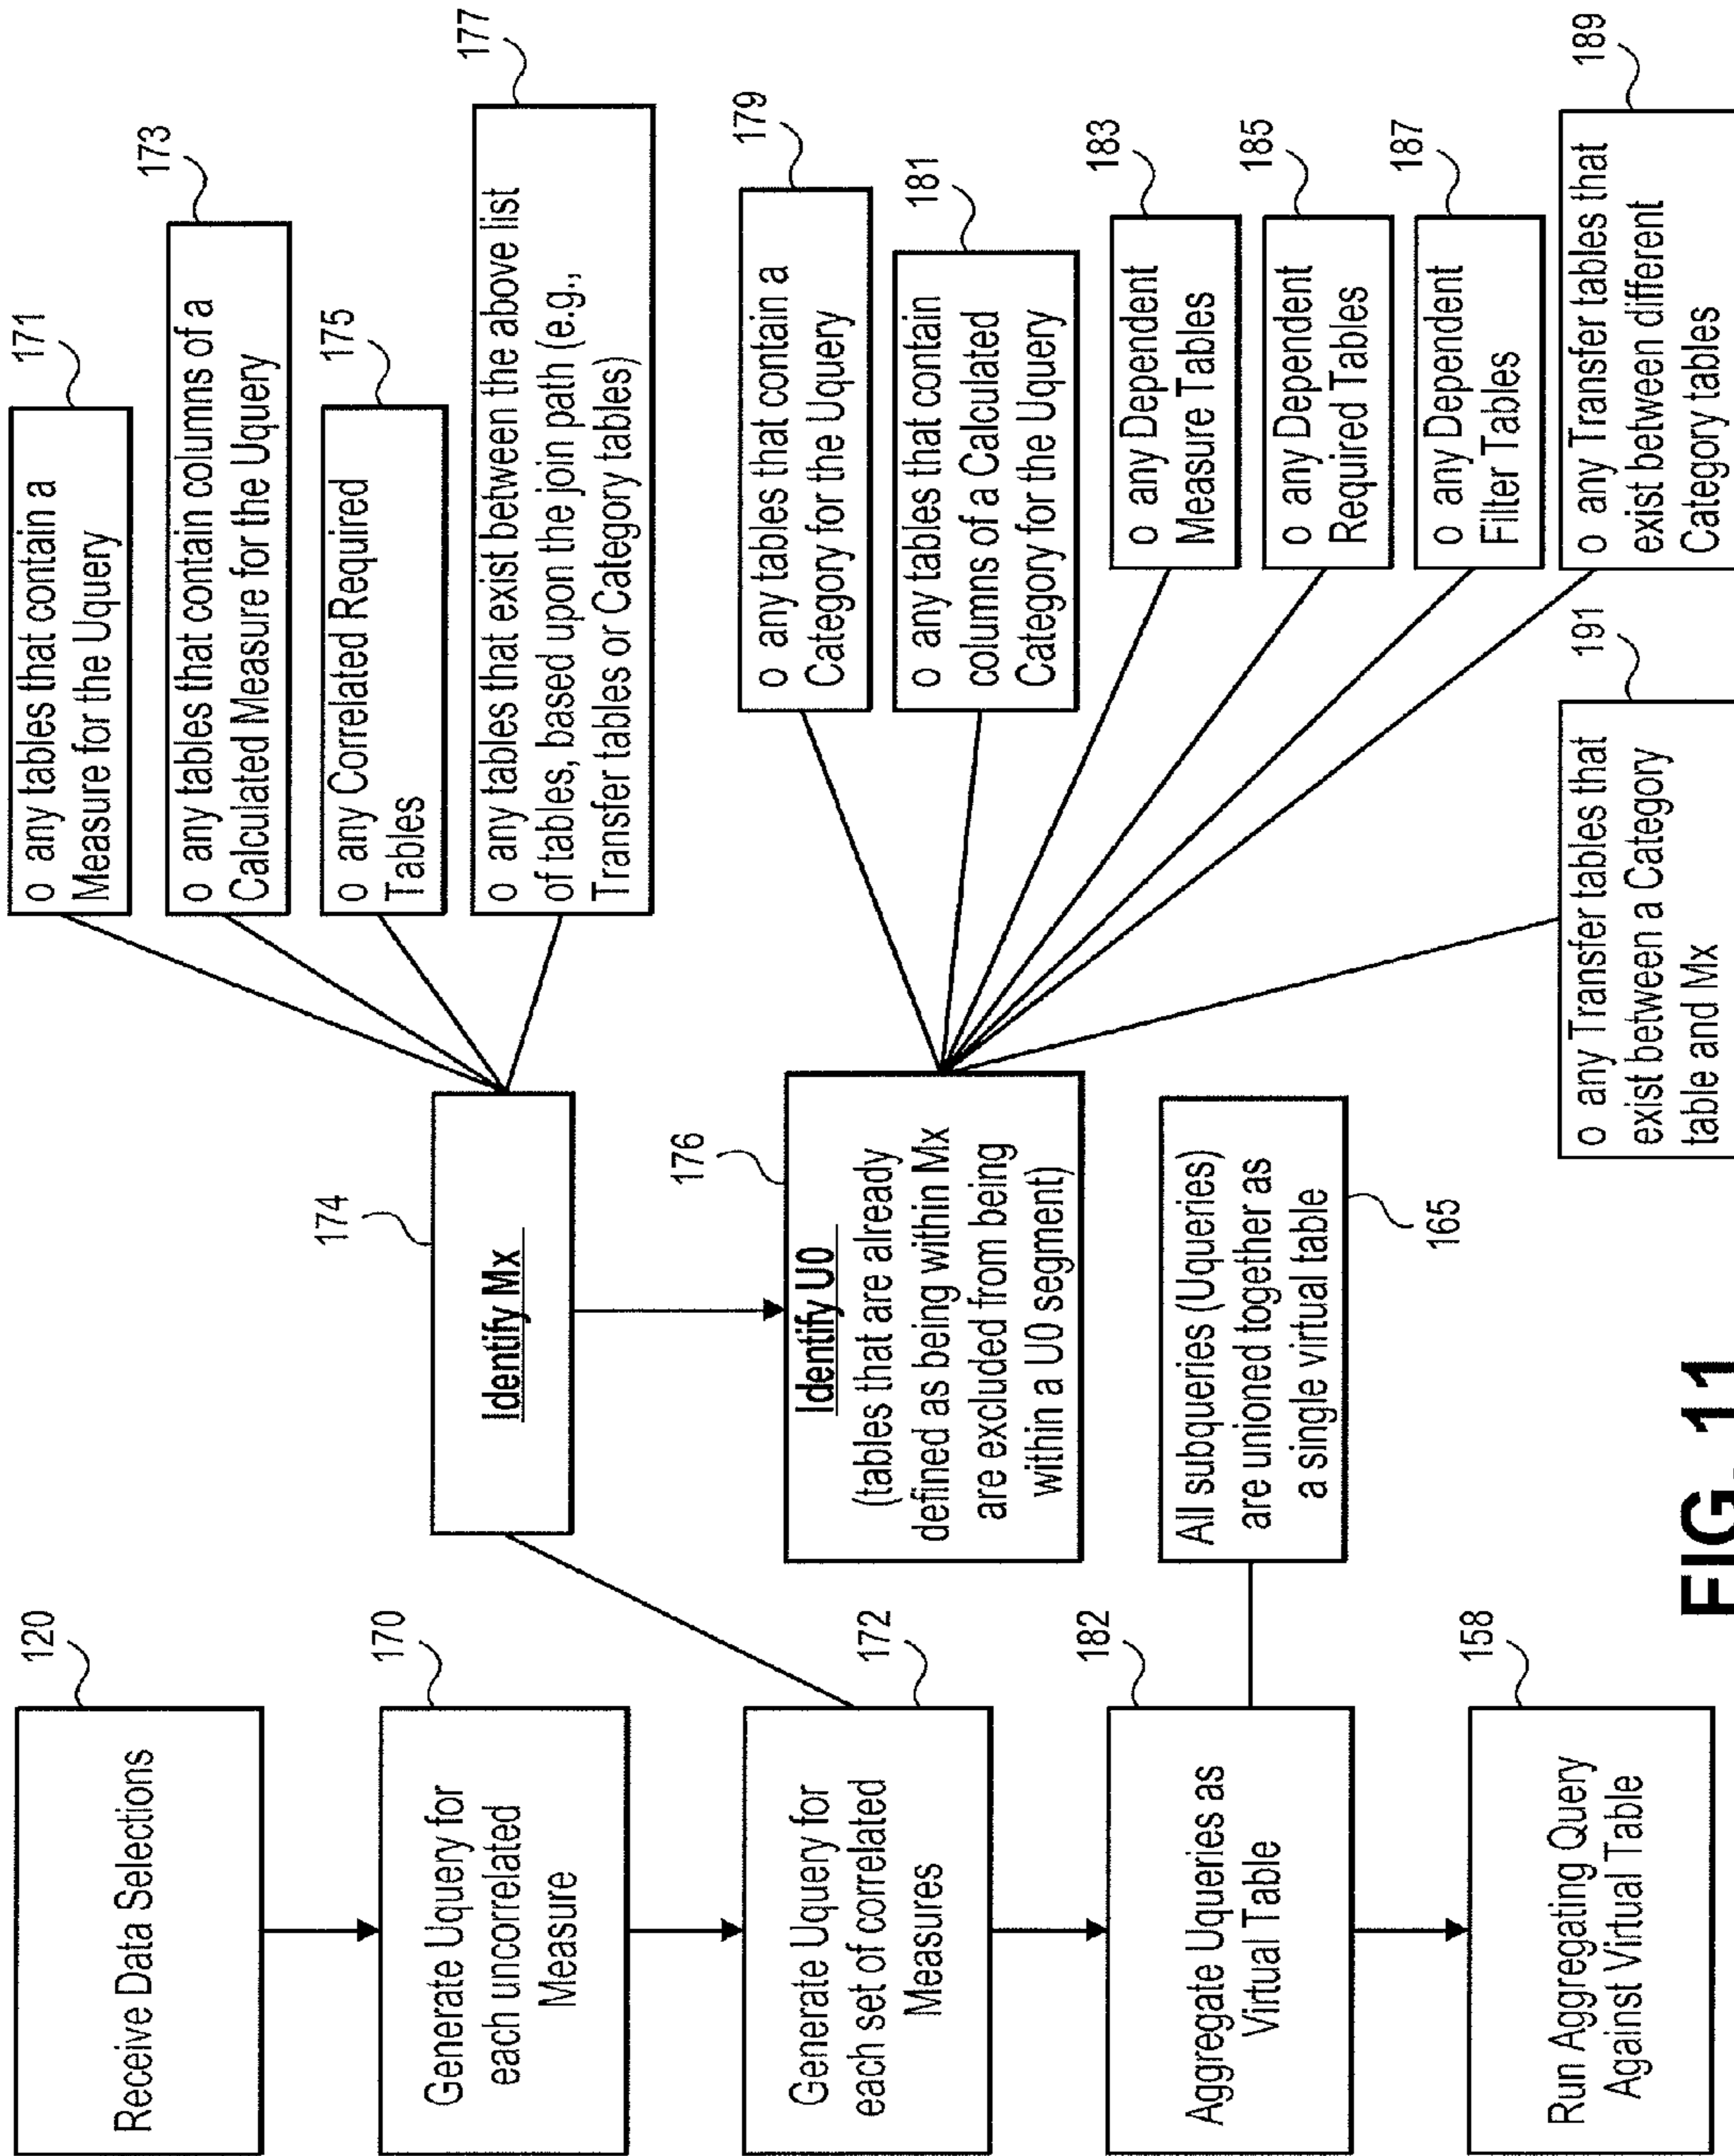 120
Receive Data Selections
170
Generate Uquery for
each uncorrelated
Measure
172
Generate Uquery for
each set of correlated
Measures
182
Aggregate Uqueries as
Virtual Table
158
Run Aggregating Query
Against Virtual Table
174
Identify Mx
176
Identify U0
(tables that are already
defined as being within Mx
are excluded from being
within a U0 segment)
All subqueries (Uqueries)
are unioned together as
a single virtual table
165
171
o any tables that contain a
Measure for the Uquery
173
o any tables that contain columns of a
Calculated Measure for the Uquery
175
o any Correlated Required
Tables
177
o any tables that exist between the above list
of tables, based upon the join path (e.g.,
Transfer tables or Category tables)
179
o any tables that contain a
Category for the Uquery
181
o any tables that contain
columns of a Calculated
Category for the Uquery
183
o any Dependent
Measure Tables
185
o any Dependent
Required Tables
187
o any Dependent
Filter Tables
189
o any Transfer tables that
exist between different
Category tables
191
o any Transfer tables that
exist between a Category
table and Mx
FIG. 11